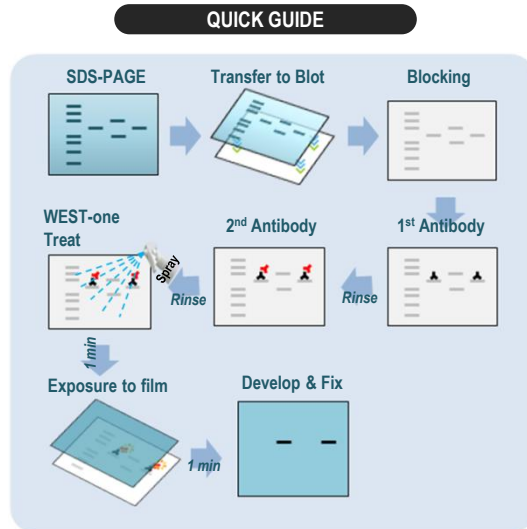 QUICK GUIDE
SDS-PAGE
Transfer to Blot
Blocking
WEST-one
Treat
Spray
Rinse
2nd Antibody
Rinse
1st Antibody
1 min
Exposure to film
1 min
Develop & Fix